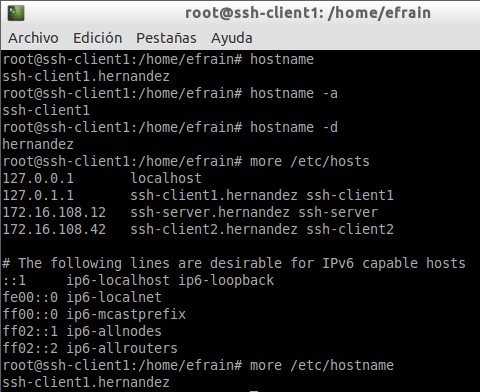 root@ssh-client1: /home/efrain
Archivo Edición Pestañas Ayuda
root@ssh-client1:/home/efrain# hostname
ssh-client1.hernandez
root@ssh-client1:/home/efrain# hostname -a
ssh-client1
root@ssh-client1:/home/efrain# hostname -d
hernandez
root@ssh-client1:/home/efrain# more /etc/hosts
127.0.0.1       localhost
127.0.1.1       ssh-client1.hernandez ssh-client1
172.16.108.12   ssh-server.hernandez ssh-server
172.16.108.42   ssh-client2.hernandez ssh-client2
# The following lines are desirable for IPv6 capable hosts
::1     ip6-localhost ip6-loopback
fe00::0 ip6-localnet
ff00::0 ip6-mcastprefix
ff02::1 ip6-allnodes
ff02::2 ip6-allrouters
root@ssh-client1:/home/efrain# more /etc/hostname
ssh-client1.hernandez